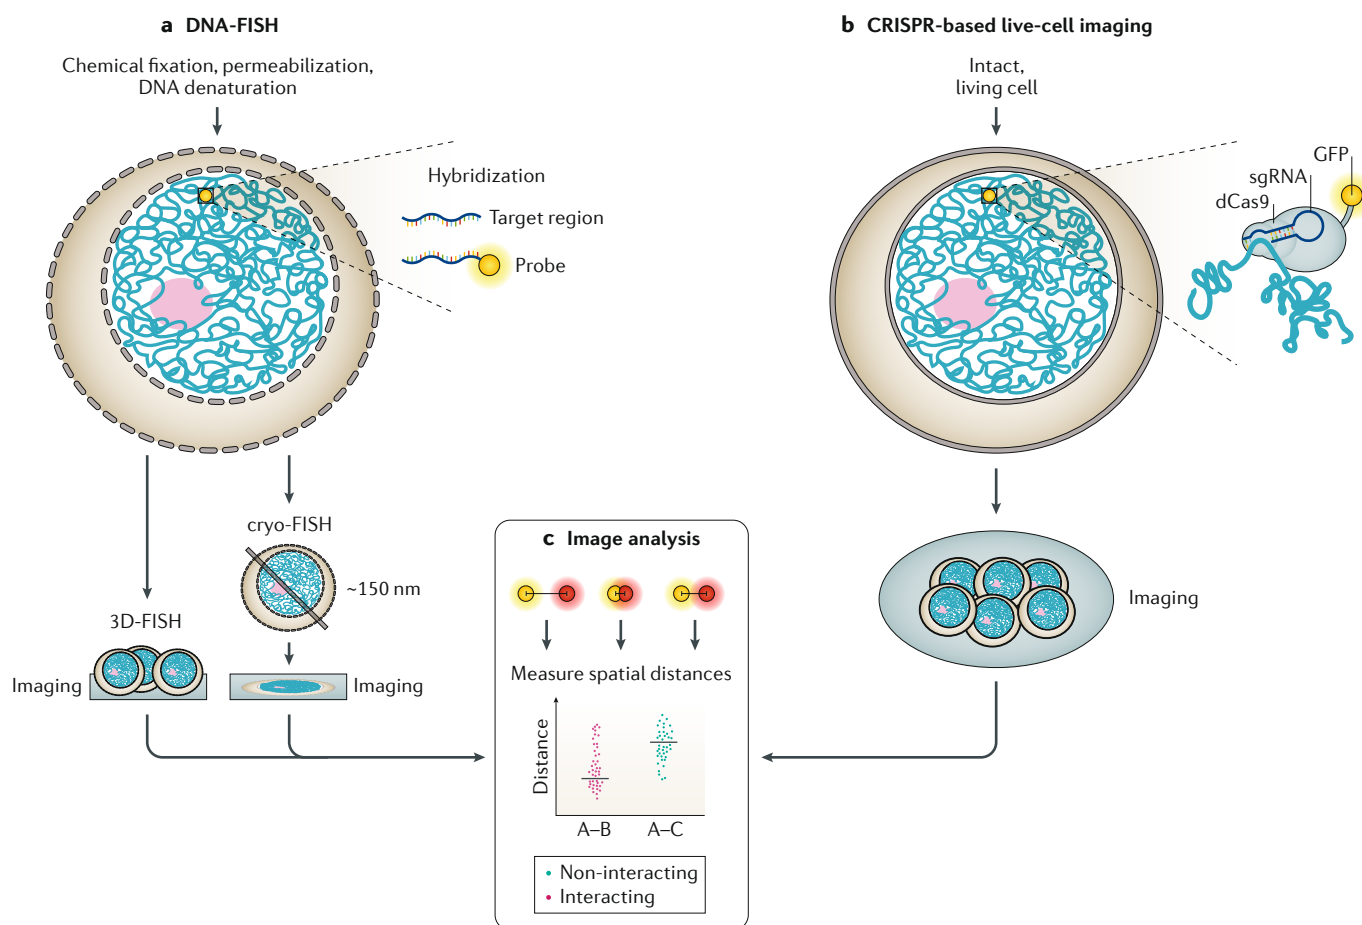 a DNA-FISH
Chemical fixation, permeabilization,
DNA denaturation
Hybridization
Target region
Probe
cryo-FISH
~150 nm
3D-FISH
Imaging
Imaging
b CRISPR-based live-cell imaging
Intact,
living cell
GFP
sgRNA
dCas9
Imaging
c Image analysis
Measure spatial distances
Distance
A–B
A–C
Non-interacting
Interacting